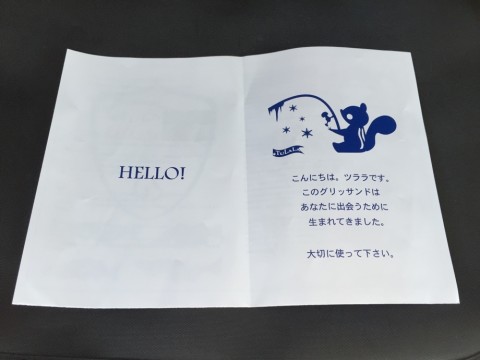 HELLO!
こんにちは。ツララです。
このグリッサンドは
あなたに出会うために
生まれてきました。
大切に使って下さい。